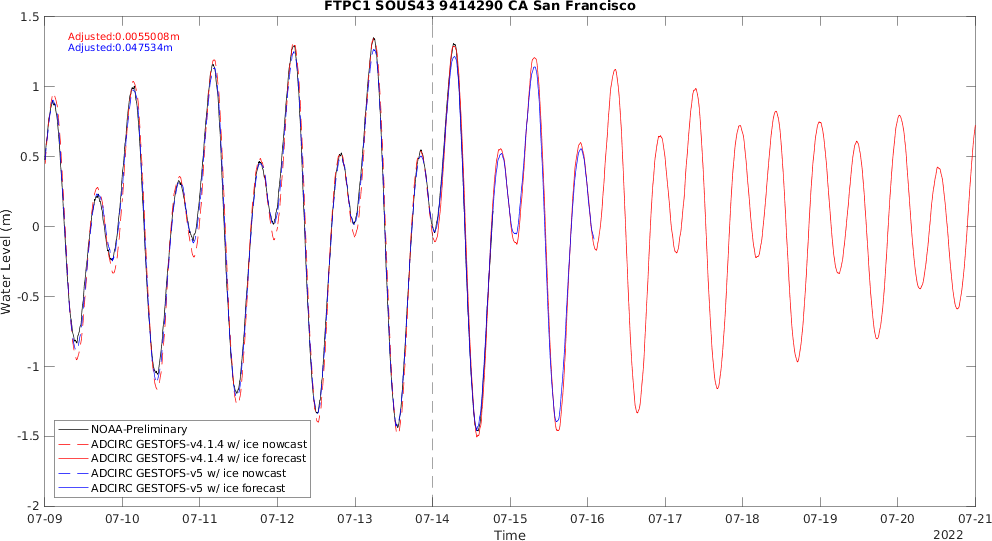 FTPC1 SOUS43 9414290 CA San Francisco
Adjusted:0.0055008m
Adjusted:0.047534m
1.5
1
0.5
0
-0.5
-1
-1.5
-2
Water Level (m)
NOAA-Preliminary
ADCIRC GESTOFS-v4.1.4 w/ ice nowcast
ADCIRC GESTOFS-v4.1.4 w/ ice forecast
ADCIRC GESTOFS-v5 w/ ice nowcast
ADCIRC GESTOFS-v5 w/ ice forecast
07-09 07-10 07-11 07-12 07-13 07-14 07-15 07-16 07-17 07-18 07-19 07-20 07-21
Time
2022